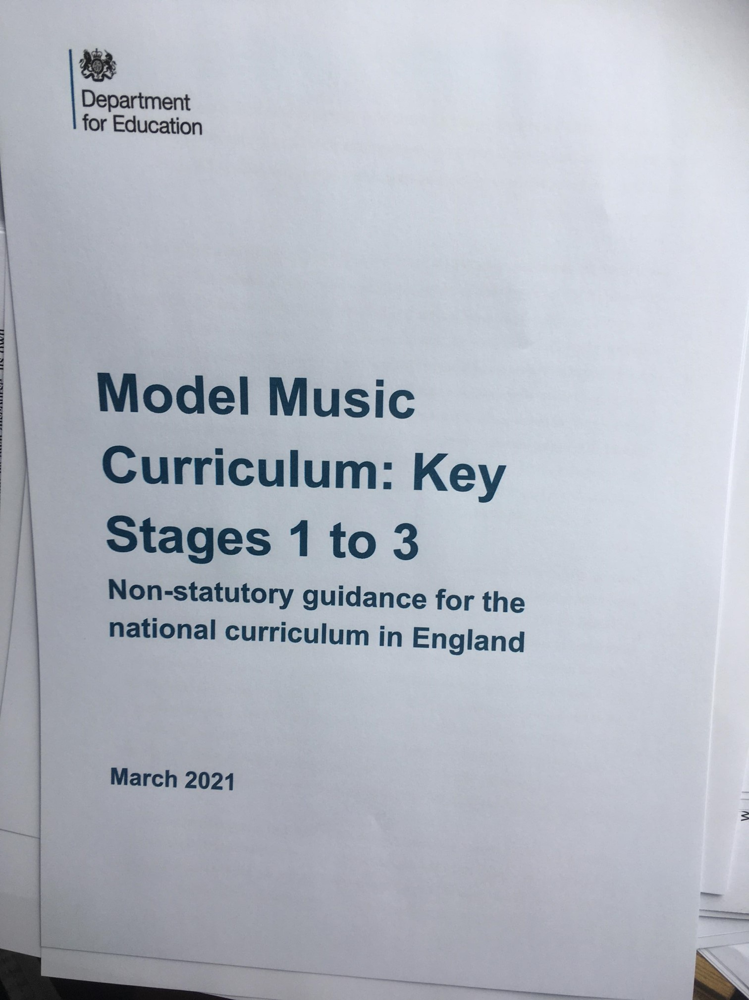 Department
for Education
Model Music
Curriculum: Key
Stages 1 to 3
Non-statutory guidance for the
national curriculum in England
March 2021
W